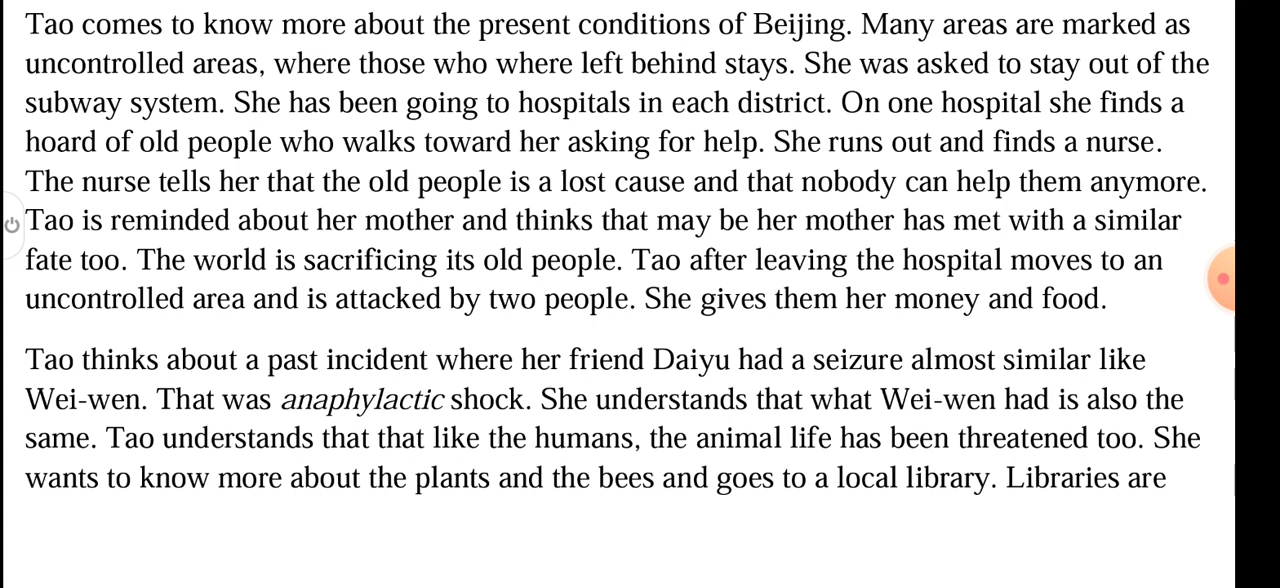 Tao comes to know more about the present conditions of Beijing. Many areas are marked as
uncontrolled areas, where those who where left behind stays. She was asked to stay out of the
subway system. She has been going to hospitals in each district. On one hospital she finds a
hoard of old people who walks toward her asking for help. She runs out and finds a nurse.
The nurse tells her that the old people is a lost cause and that nobody can help them anymore.
Tao is reminded about her mother and thinks that may be her mother has met with a similar
fate too. The world is sacrificing its old people. Tao after leaving the hospital moves to an
uncontrolled area and is attacked by two people. She gives them her money and food.
Tao thinks about a past incident where her friend Daiyu had a seizure almost similar like
Wei-wen. That was anaphylactic shock. She understands that what Wei-wen had is also the
same. Tao understands that that like the humans, the animal life has been threatened too. She
wants to know more about the plants and the bees and goes to a local library. Libraries are